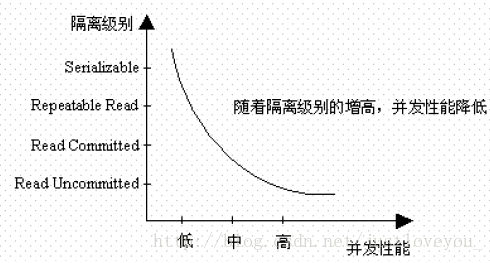 隔离级别
Serializable
Repeatable Read
随着隔离级别的增高，并发性能降低
Read Committed
Read Uncommitted
低
中
高
并发性能